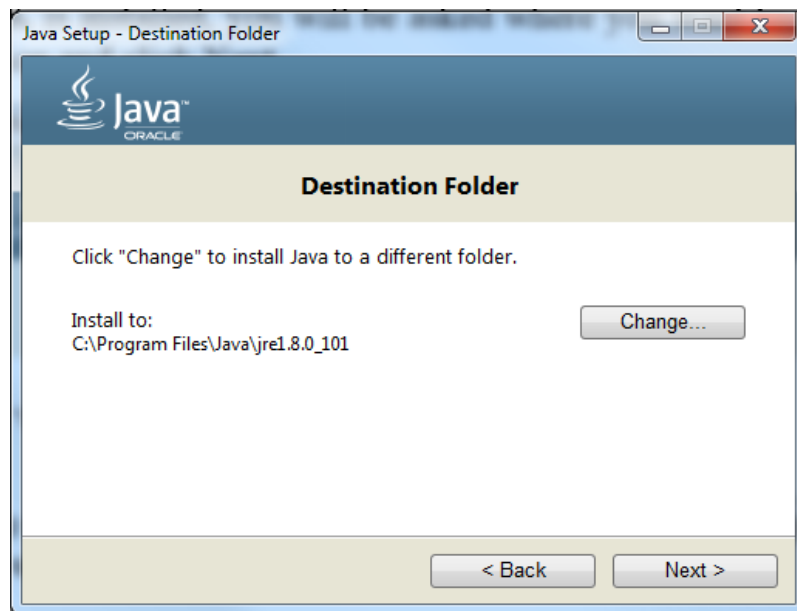 Java Setup - Destination Folder
Java™
ORACLE
Destination Folder
Click "Change" to install Java to a different folder.
Install to:
Change...
C:\Program Files\Java\jre1.8.0_101
< Back
Next >